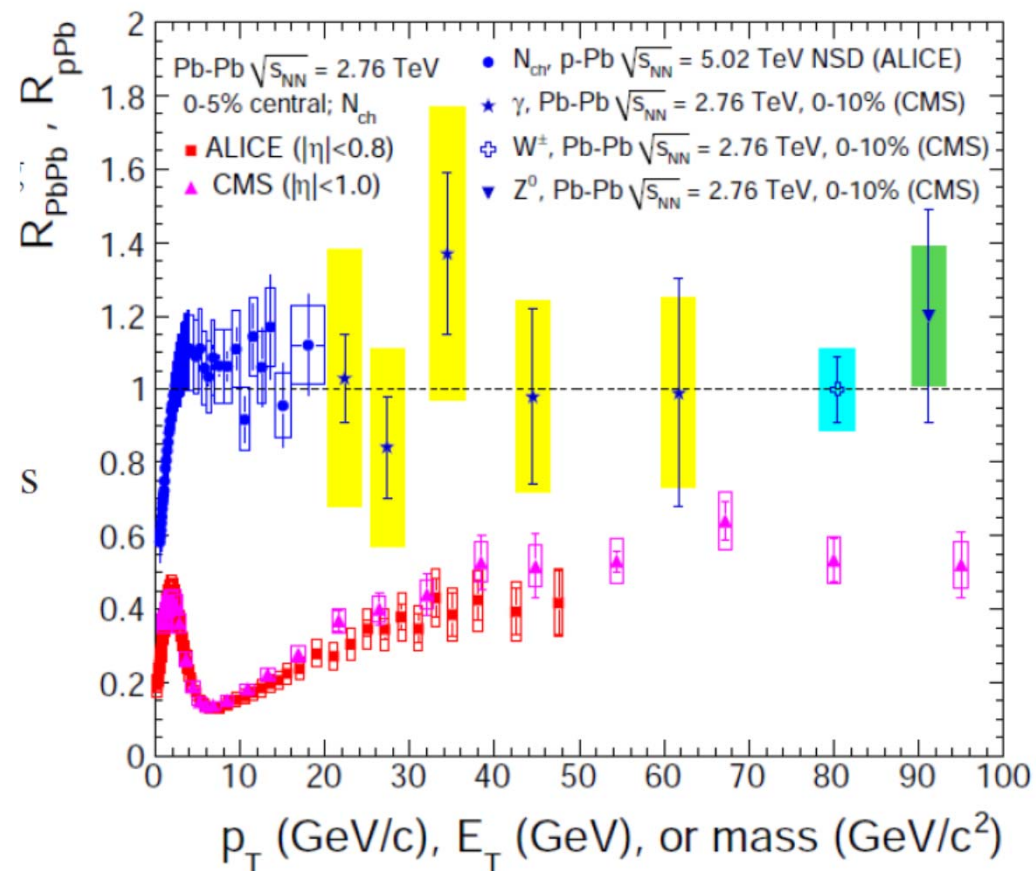 R_PbPb , R_pPb
s
2
1.8
1.6
1.4
1.2
1
0.8
0.6
0.4
0.2
0
Pb-Pb √s_NN = 2.76 TeV
0-5% central; N_ch
ALICE (|η|<0.8)
CMS (|η|<1.0)
N_ch, p-Pb √s_NN = 5.02 TeV NSD (ALICE)
γ, Pb-Pb √s_NN = 2.76 TeV, 0-10% (CMS)
W±, Pb-Pb √s_NN = 2.76 TeV, 0-10% (CMS)
Z⁰, Pb-Pb √s_NN = 2.76 TeV, 0-10% (CMS)
0 10 20 30 40 50 60 70 80 90 100
p_T (GeV/c), E_T (GeV), or mass (GeV/c²)